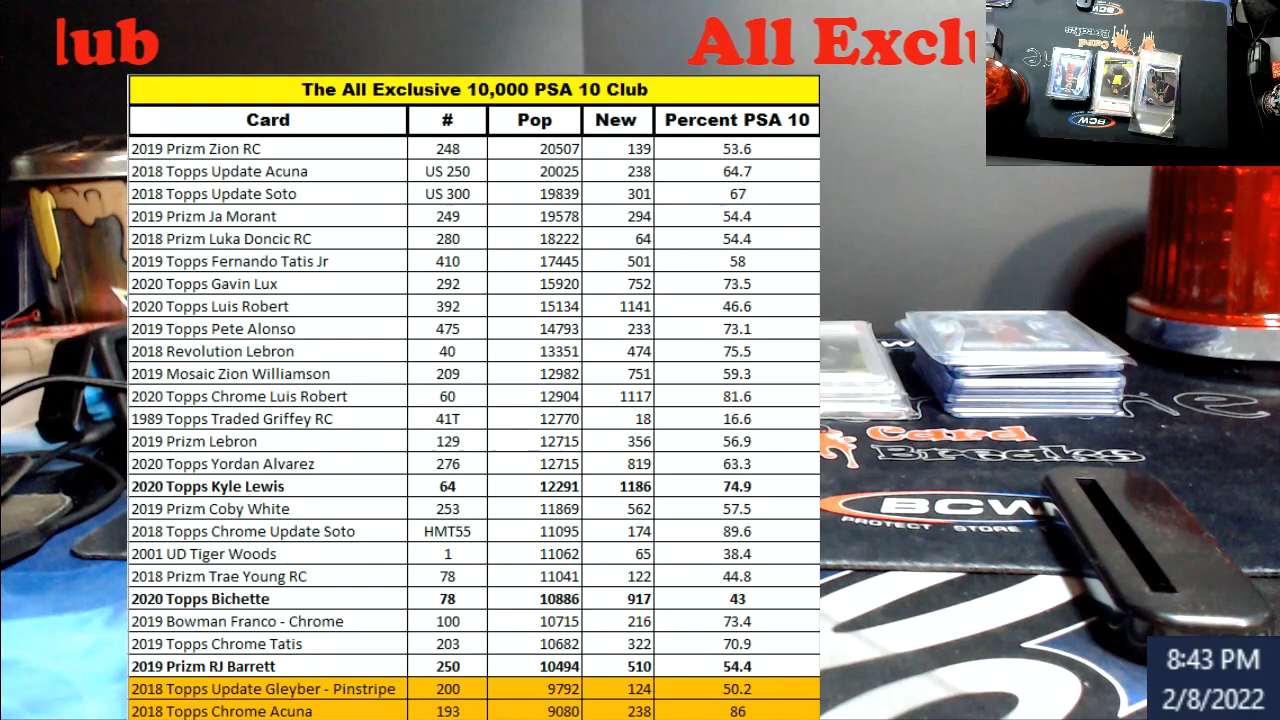 lub
All Exclu
The All Exclusive 10,000 PSA 10 Club
Card # Pop New Percent PSA 10
2019 Prizm Zion RC 248 20507 139 53.6
2018 Topps Update Acuna US 250 20025 238 64.7
2018 Topps Update Soto US 300 19839 301 67
2019 Prizm Ja Morant 249 19578 294 54.4
2018 Prizm Luka Doncic RC 280 18222 64 54.4
2019 Topps Fernando Tatis Jr 410 17445 501 58
2020 Topps Gavin Lux 292 15920 752 73.5
2020 Topps Luis Robert 392 15134 1141 46.6
2019 Topps Pete Alonso 475 14793 233 73.1
2018 Revolution Lebron 40 13351 474 75.5
2019 Mosaic Zion Williamson 209 12982 751 59.3
2020 Topps Chrome Luis Robert 60 12904 1117 81.6
1989 Topps Traded Griffey RC 41T 12770 18 16.6
2019 Prizm Lebron 129 12715 356 56.9
2020 Topps Yordan Alvarez 276 12715 819 63.3
2020 Topps Kyle Lewis 64 12291 1186 74.9
2019 Prizm Coby White 253 11869 562 57.5
2018 Topps Chrome Update Soto HMT55 11095 174 89.6
2001 UD Tiger Woods 1 11062 65 38.4
2018 Prizm Trae Young RC 78 11041 122 44.8
2020 Topps Bichette 78 10886 917 43
2019 Bowman Franco - Chrome 100 10715 216 73.4
2019 Topps Chrome Tatis 203 10682 322 70.9
2019 Prizm RJ Barrett 250 10494 510 54.4
2018 Topps Update Gleyber - Pinstripe 200 9792 124 50.2
2018 Topps Chrome Acuna 193 9080 238 86
BCW
Card
Breaks
BCW
Card
Breaks
PROTECT · STORE ·
8:43 PM
2/8/2022